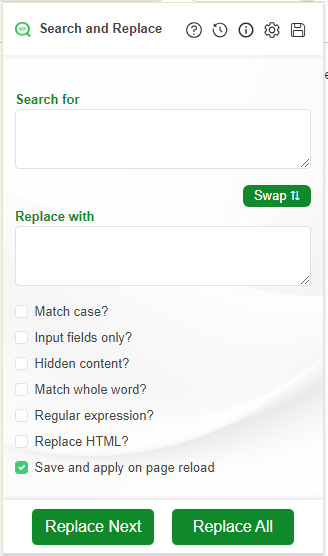 Search and Replace
Search for
Swap
Replace with
Match case?
Input fields only?
Hidden content?
Match whole word?
Regular expression?
Replace HTML?
Save and apply on page reload
Replace Next
Replace All